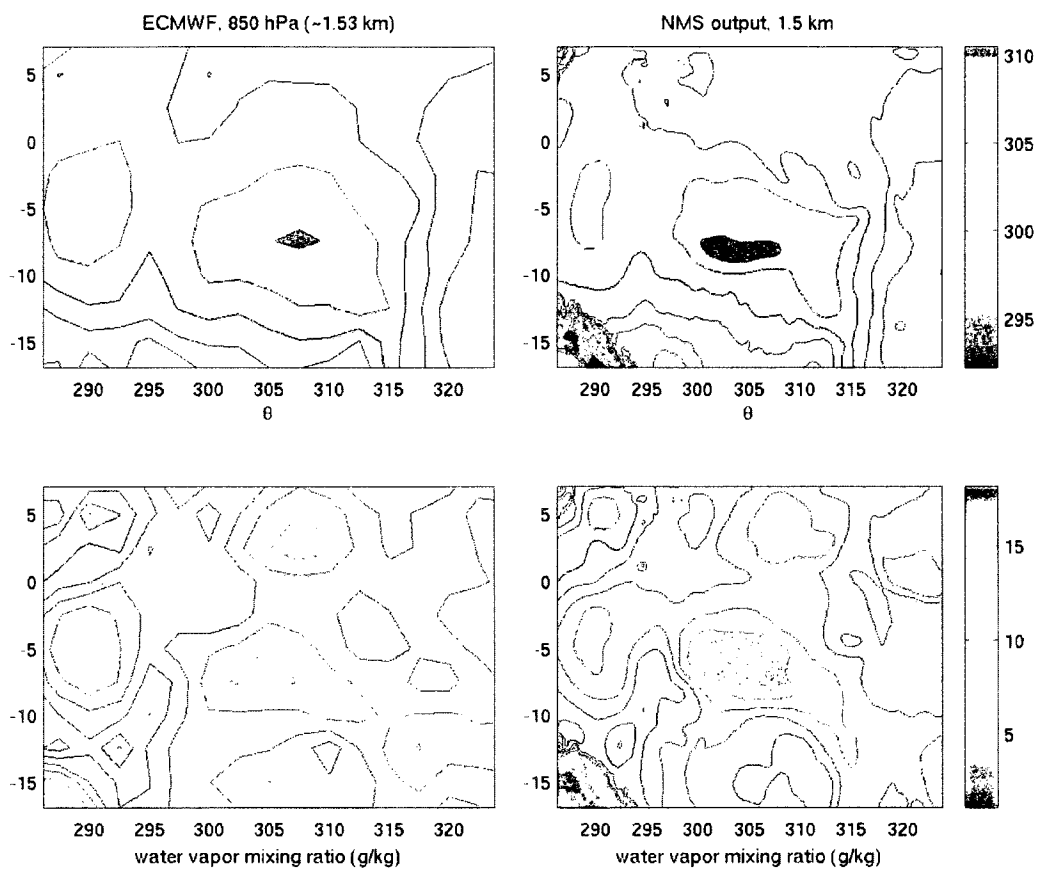 ECMWF, 850 hPa (~1.53 km)
NMS output, 1.5 km
5
0
-5
-10
-15
290 295 300 305 310 315 320
θ
5
0
-5
-10
-15
290 295 300 305 310 315 320
θ
310
305
300
295
5
0
-5
-10
-15
290 295 300 305 310 315 320
water vapor mixing ratio (g/kg)
5
0
-5
-10
-15
290 295 300 305 310 315 320
water vapor mixing ratio (g/kg)
15
10
5